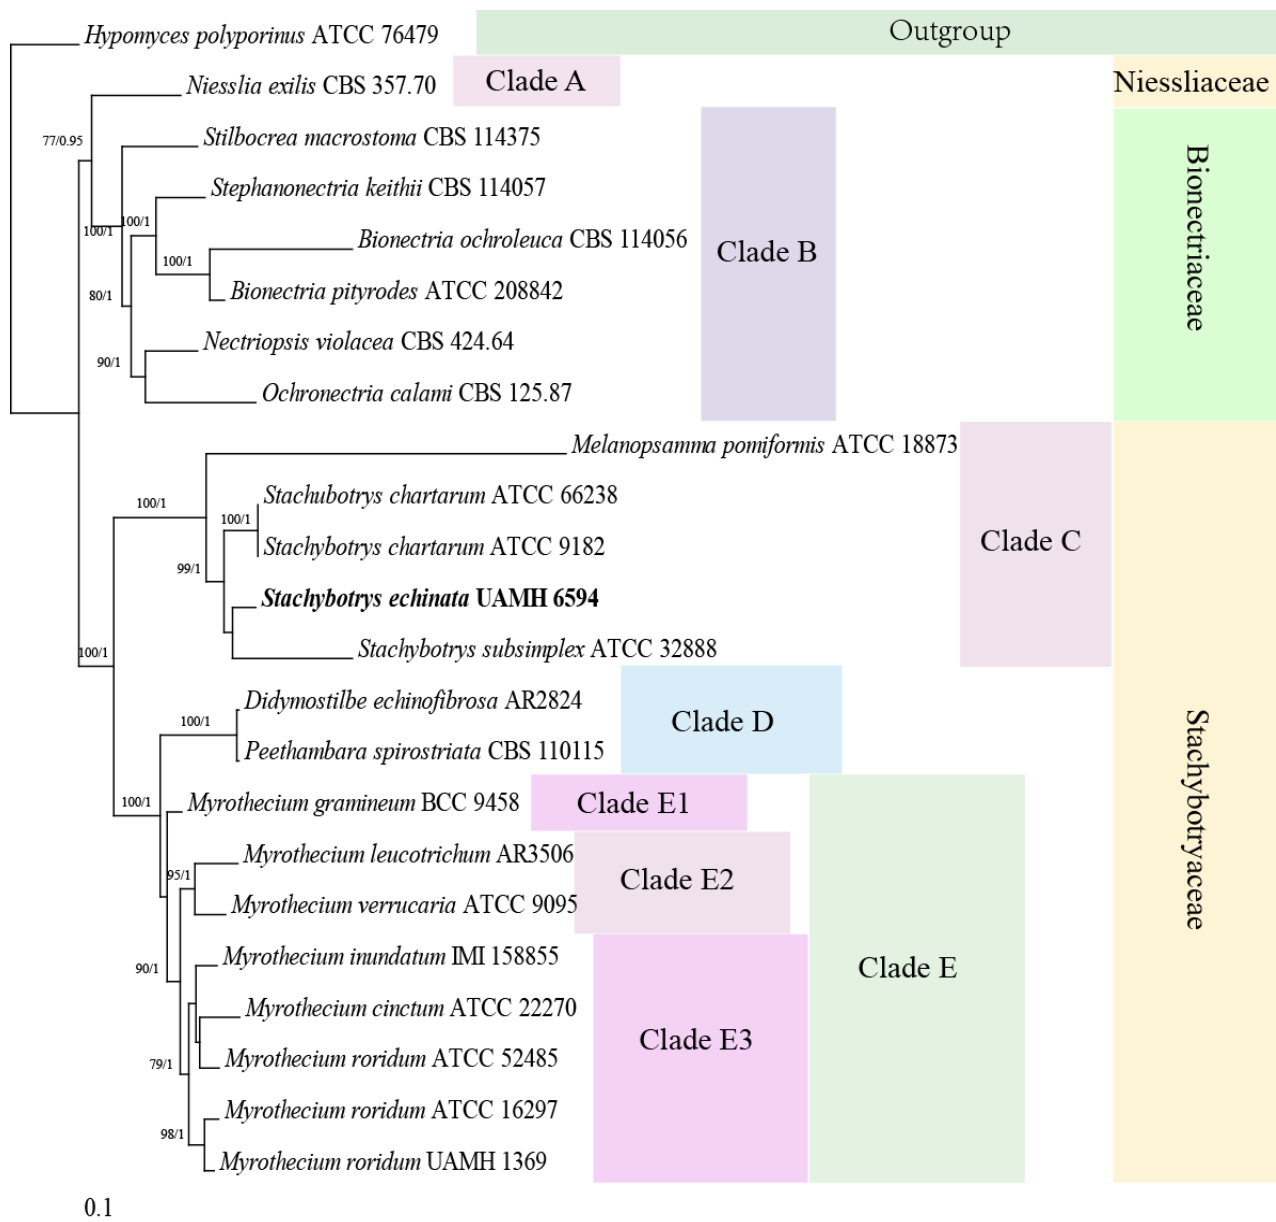 Hypomyces polyporinus ATCC 76479
Outgroup
Niesslia exilis CBS 357.70
Clade A
Niessliaceae
77/0.95
Stilbocrea macrostoma CBS 114375
Stephanonectria keithii CBS 114057
100/1
100/1
Bionectria ochroleuca CBS 114056
Clade B
Bionectriaceae
100/1
Bionectria pityrodes ATCC 208842
80/1
Nectriopsis violacea CBS 424.64
90/1
Ochronectria calami CBS 125.87
Melanopsamma pomiformis ATCC 18873
100/1
Stachubotrys chartarum ATCC 66238
100/1
Stachybotrys chartarum ATCC 9182
Clade C
99/1
Stachybotrys echinata UAMH 6594
Stachybotrys subsimplex ATCC 32888
100/1
Didymostilbe echinofibrosa AR2824
100/1
Clade D
Peethambara spirostriata CBS 110115
Stachybotryaceae
100/1
Myrothecium gramineum BCC 9458
Clade E1
Myrothecium leucotrichum AR3506
95/1
Clade E2
Myrothecium verrucaria ATCC 9095
Myrothecium inundatum IMI 158855
90/1
Clade E
Myrothecium cinctum ATCC 22270
Clade E3
Myrothecium roridum ATCC 52485
79/1
Myrothecium roridum ATCC 16297
98/1
Myrothecium roridum UAMH 1369
0.1